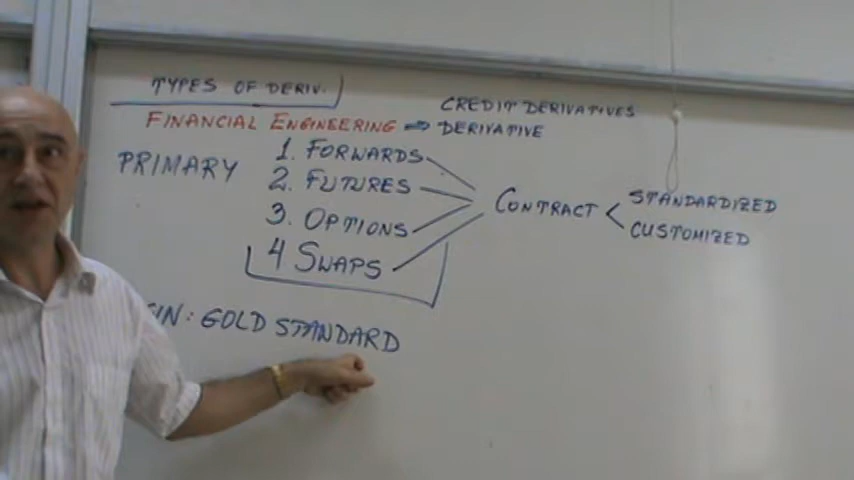 TYPES OF DERIV.
FINANCIAL ENGINEERING ⇒ CREDIT DERIVATIVES
DERIVATIVE
PRIMARY
1. FORWARDS
2. FUTURES
3. OPTIONS
4 SWAPS
CONTRACT
STANDARDIZED
CUSTOMIZED
: GOLD STANDARD